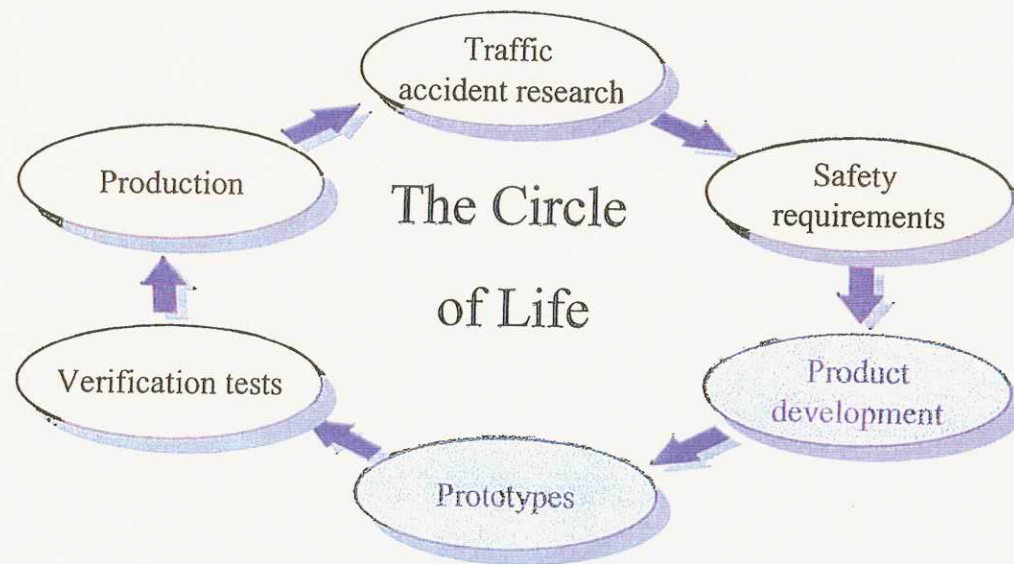 Traffic
accident research
Safety
requirements
Product
development
Prototypes
Verification tests
Production
The Circle
of Life